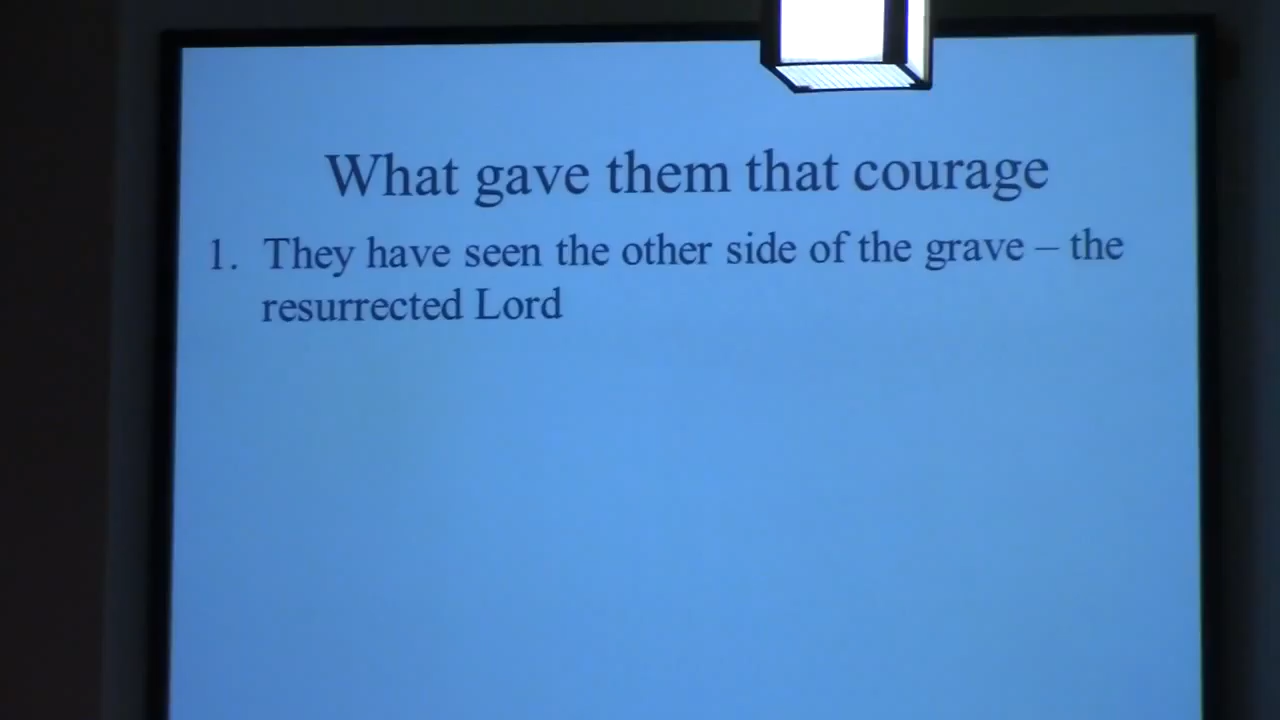 What gave them that courage
1. They have seen the other side of the grave – the
resurrected Lord